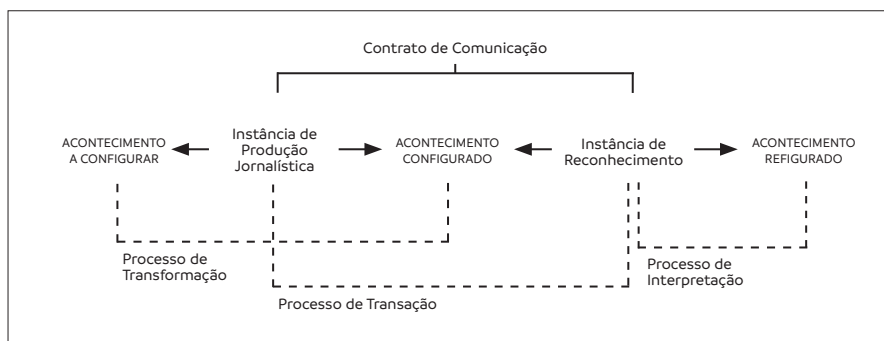 Contrato de Comunicação
ACONTECIMENTO
A CONFIGURAR
Instância de
Produção
Jornalística
ACONTECIMENTO
CONFIGURADO
Instância de
Reconhecimento
ACONTECIMENTO
REFIGURADO
Processo de
Transformação
Processo de Transação
Processo de
Interpretação